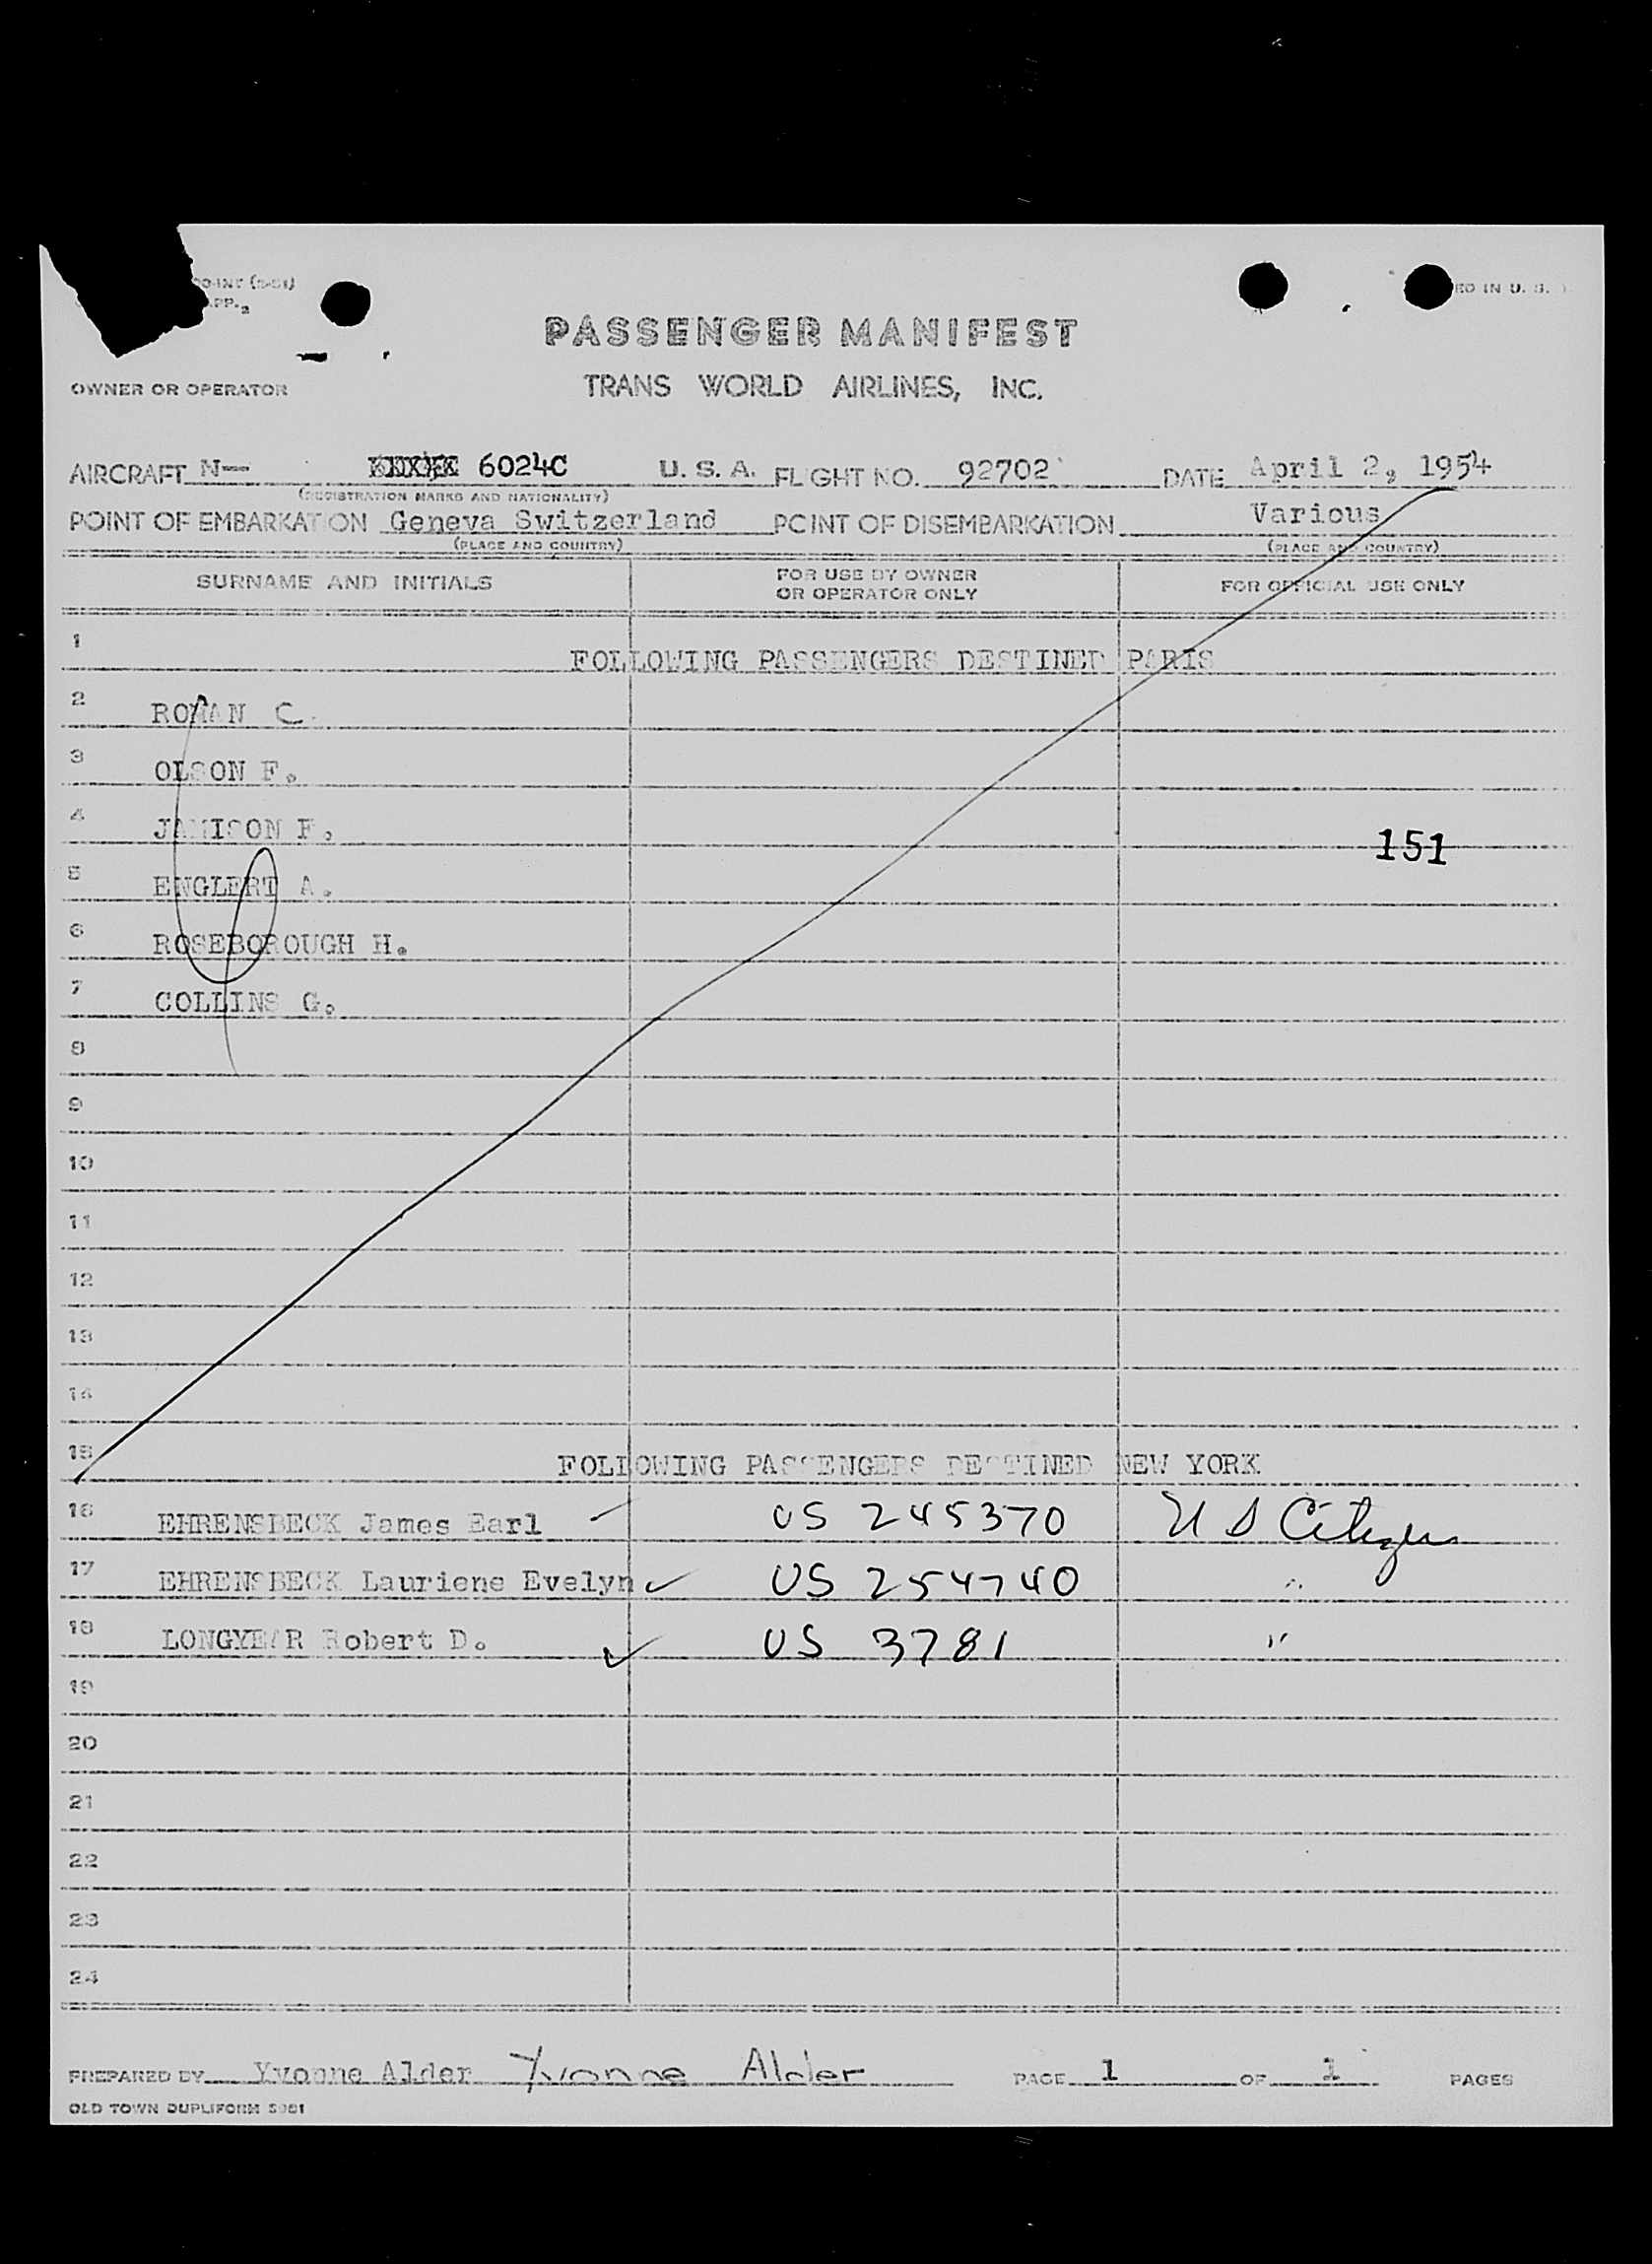 PASSENGER MANIFEST
OWNER OR OPERATOR TRANS WORLD AIRLINES, INC.
AIRCRAFT N— 6024C U. S. A. FLIGHT NO. 92702 DATE April 2, 1954
(REGISTRATION MARKS AND NATIONALITY)
POINT OF EMBARKATION Geneva Switzerland POINT OF DISEMBARKATION Various
(PLACE AND COUNTRY) (PLACE AND COUNTRY)
SURNAME AND INITIALS FOR USE BY OWNER OR OPERATOR ONLY FOR OFFICIAL USE ONLY
1 FOLLOWING PASSENGERS DESTINED PARIS
2 ROMAN C.
3 OLSON F.
4 JAMISON F. 151
5 ENGLERT A.
6 ROSEBOROUGH H.
7 COLLINS G.
8
9
10
11
12
13
14
15 FOLLOWING PASSENGERS DESTINED NEW YORK
16 EHRENSBECK James Earl US 245370 U S Citizen
17 EHRENSBECK Lauriene Evelyn ✓ US 254740 "
18 LONGYEAR Robert D. ✓ US 3781 "
19
20
21
22
23
24
PREPARED BY Yvonne Alder Yvonne Alder PAGE 1 OF 1 PAGES
OLD TOWN DUPLIFORM